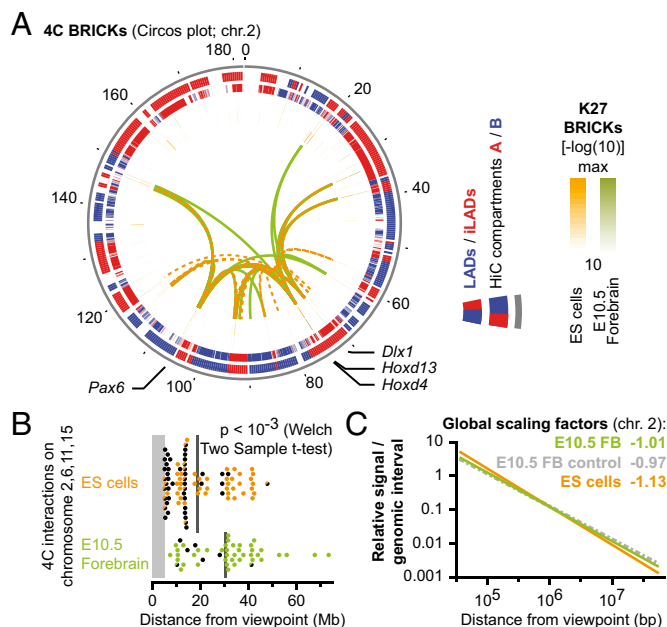 A 4C BRICKs (Circos plot; chr.2)
180 0
20
40
60
80
100
120
140
160
Dlx1
Hoxd13
Hoxd4
Pax6
LADs / iLADs
HiC compartments A / B
K27
BRICKs
[-log(10)]
max
10
ES cells
E10.5
Forebrain
B
p < 10-3 (Welch
Two Sample t-test)
4C interactions on
chromosome 2,6,11,15
ES cells
E10.5
Forebrain
0 20 40 60
Distance from viewpoint (Mb)
C Global scaling factors (chr. 2):
E10.5 FB -1.01
E10.5 FB control -0.97
ES cells -1.13
Relative signal /
genomic interval
10
5
1
0.1
0.01
0.001
10^5 10^6 10^7
Distance from viewpoint (bp)